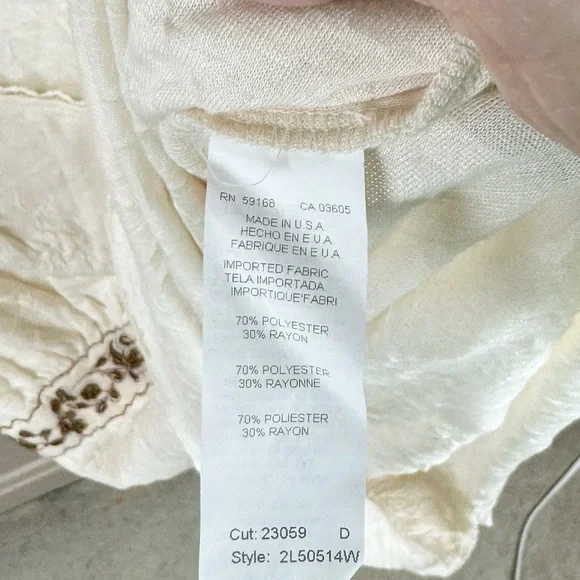 RN 59168 CA 03605
MADE IN U.S.A.
HECHO EN E U A
FABRIQUE EN E U A
IMPORTED FABRIC
TELA IMPORTADA
IMPORTIQUE'FABRI
70% POLYESTER
30% RAYON
70% POLYESTER
30% RAYONNE
70% POLIESTER
30% RAYON
Cut: 23059 D
Style: 2L50514W